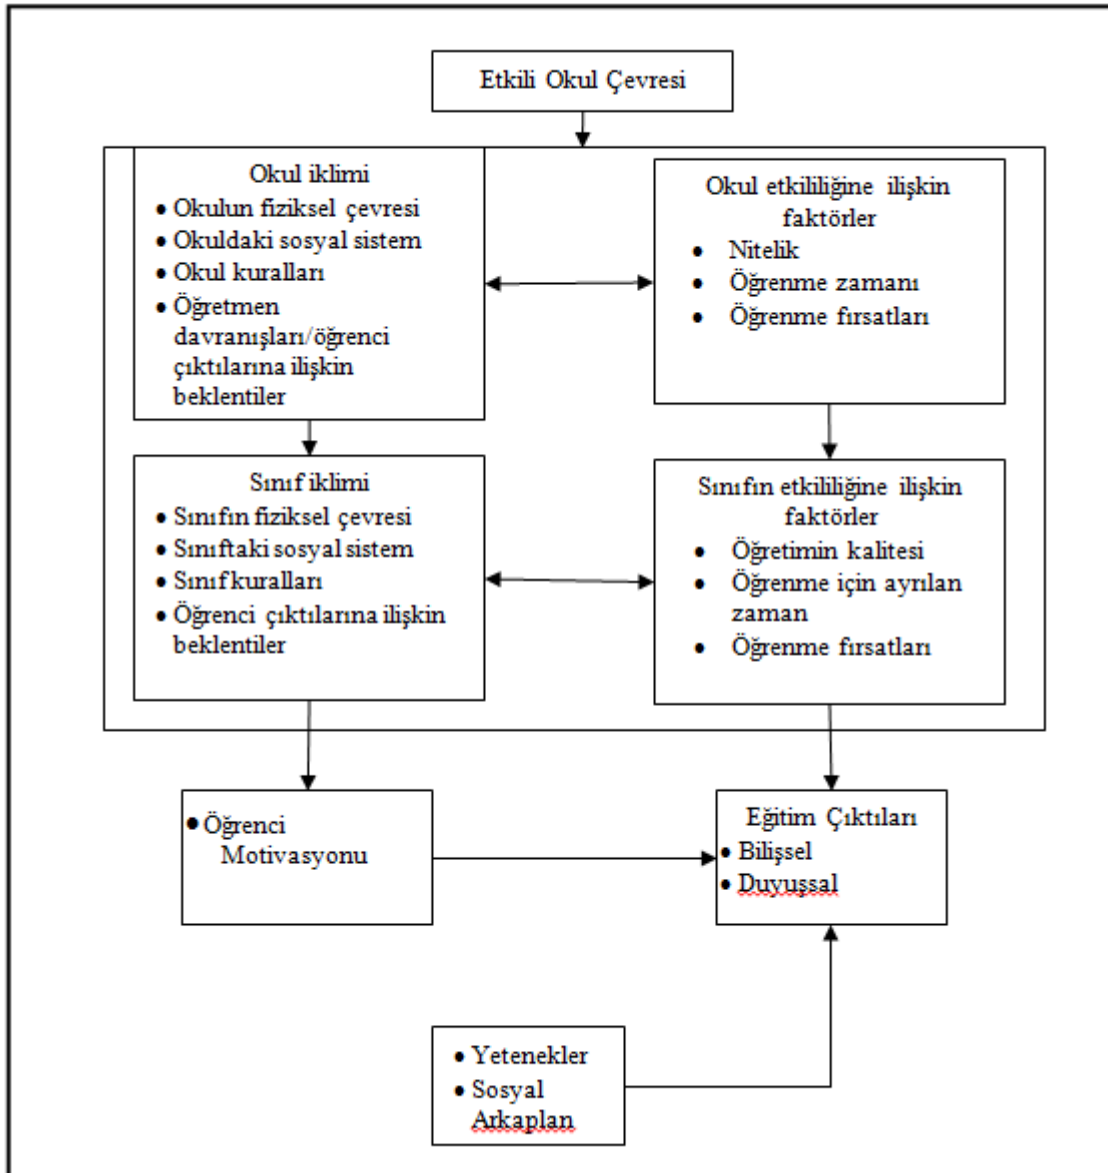 Etkili Okul Çevresi
Okul iklimi
• Okulun fiziksel çevresi
• Okuldaki sosyal sistem
• Okul kuralları
• Öğretmen
davranışları/öğrenci
çıktılarına ilişkin
beklentiler
Okul etkililiğine ilişkin
faktörler
• Nitelik
• Öğrenme zamanı
• Öğrenme fırsatları
Sınıf iklimi
• Sınıfın fiziksel çevresi
• Sınıftaki sosyal sistem
• Sınıf kuralları
• Öğrenci çıktılarına ilişkin
beklentiler
Sınıfın etkililiğine ilişkin
faktörler
• Öğretimin kalitesi
• Öğrenme için ayrılan
zaman
• Öğrenme fırsatları
• Öğrenci
Motivasyonu
Eğitim Çıktıları
• Bilişsel
• Duyuşsal
• Yetenekler
• Sosyal
Arkaplan